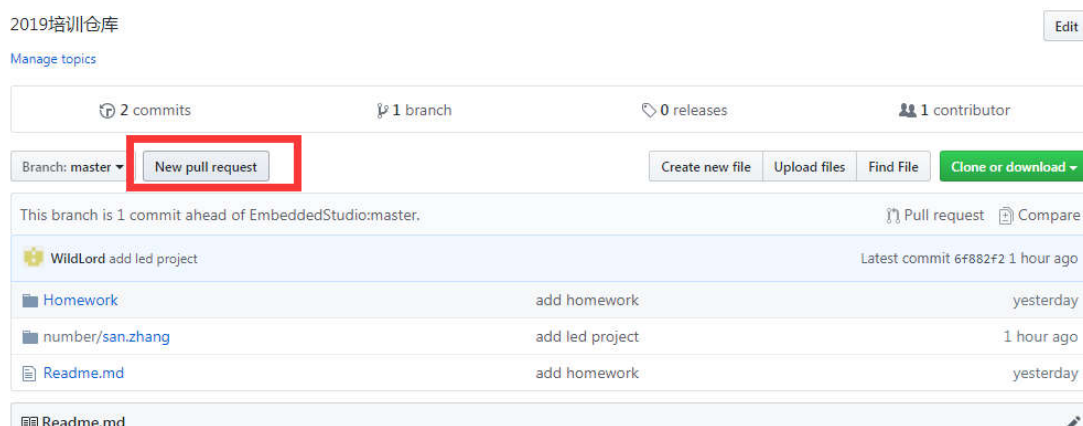 2019培训仓库
Edit
Manage topics
2 commits 1 branch 0 releases 1 contributor
Branch: master New pull request Create new file Upload files Find File Clone or download
This branch is 1 commit ahead of EmbeddedStudio:master. Pull request Compare
WildLord add led project Latest commit 6f882f2 1 hour ago
Homework add homework yesterday
number/san.zhang add led project 1 hour ago
Readme.md add homework yesterday
Readme.md